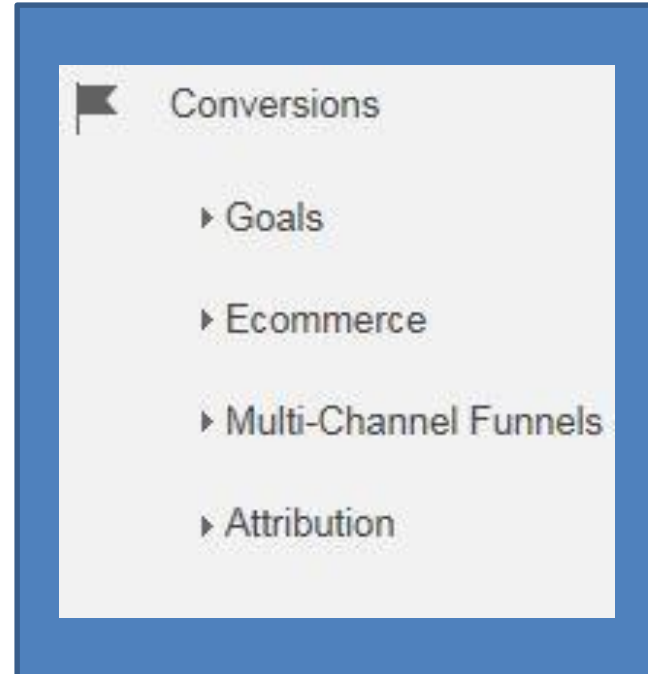 Conversions
Goals
Ecommerce
Multi-Channel Funnels
Attribution